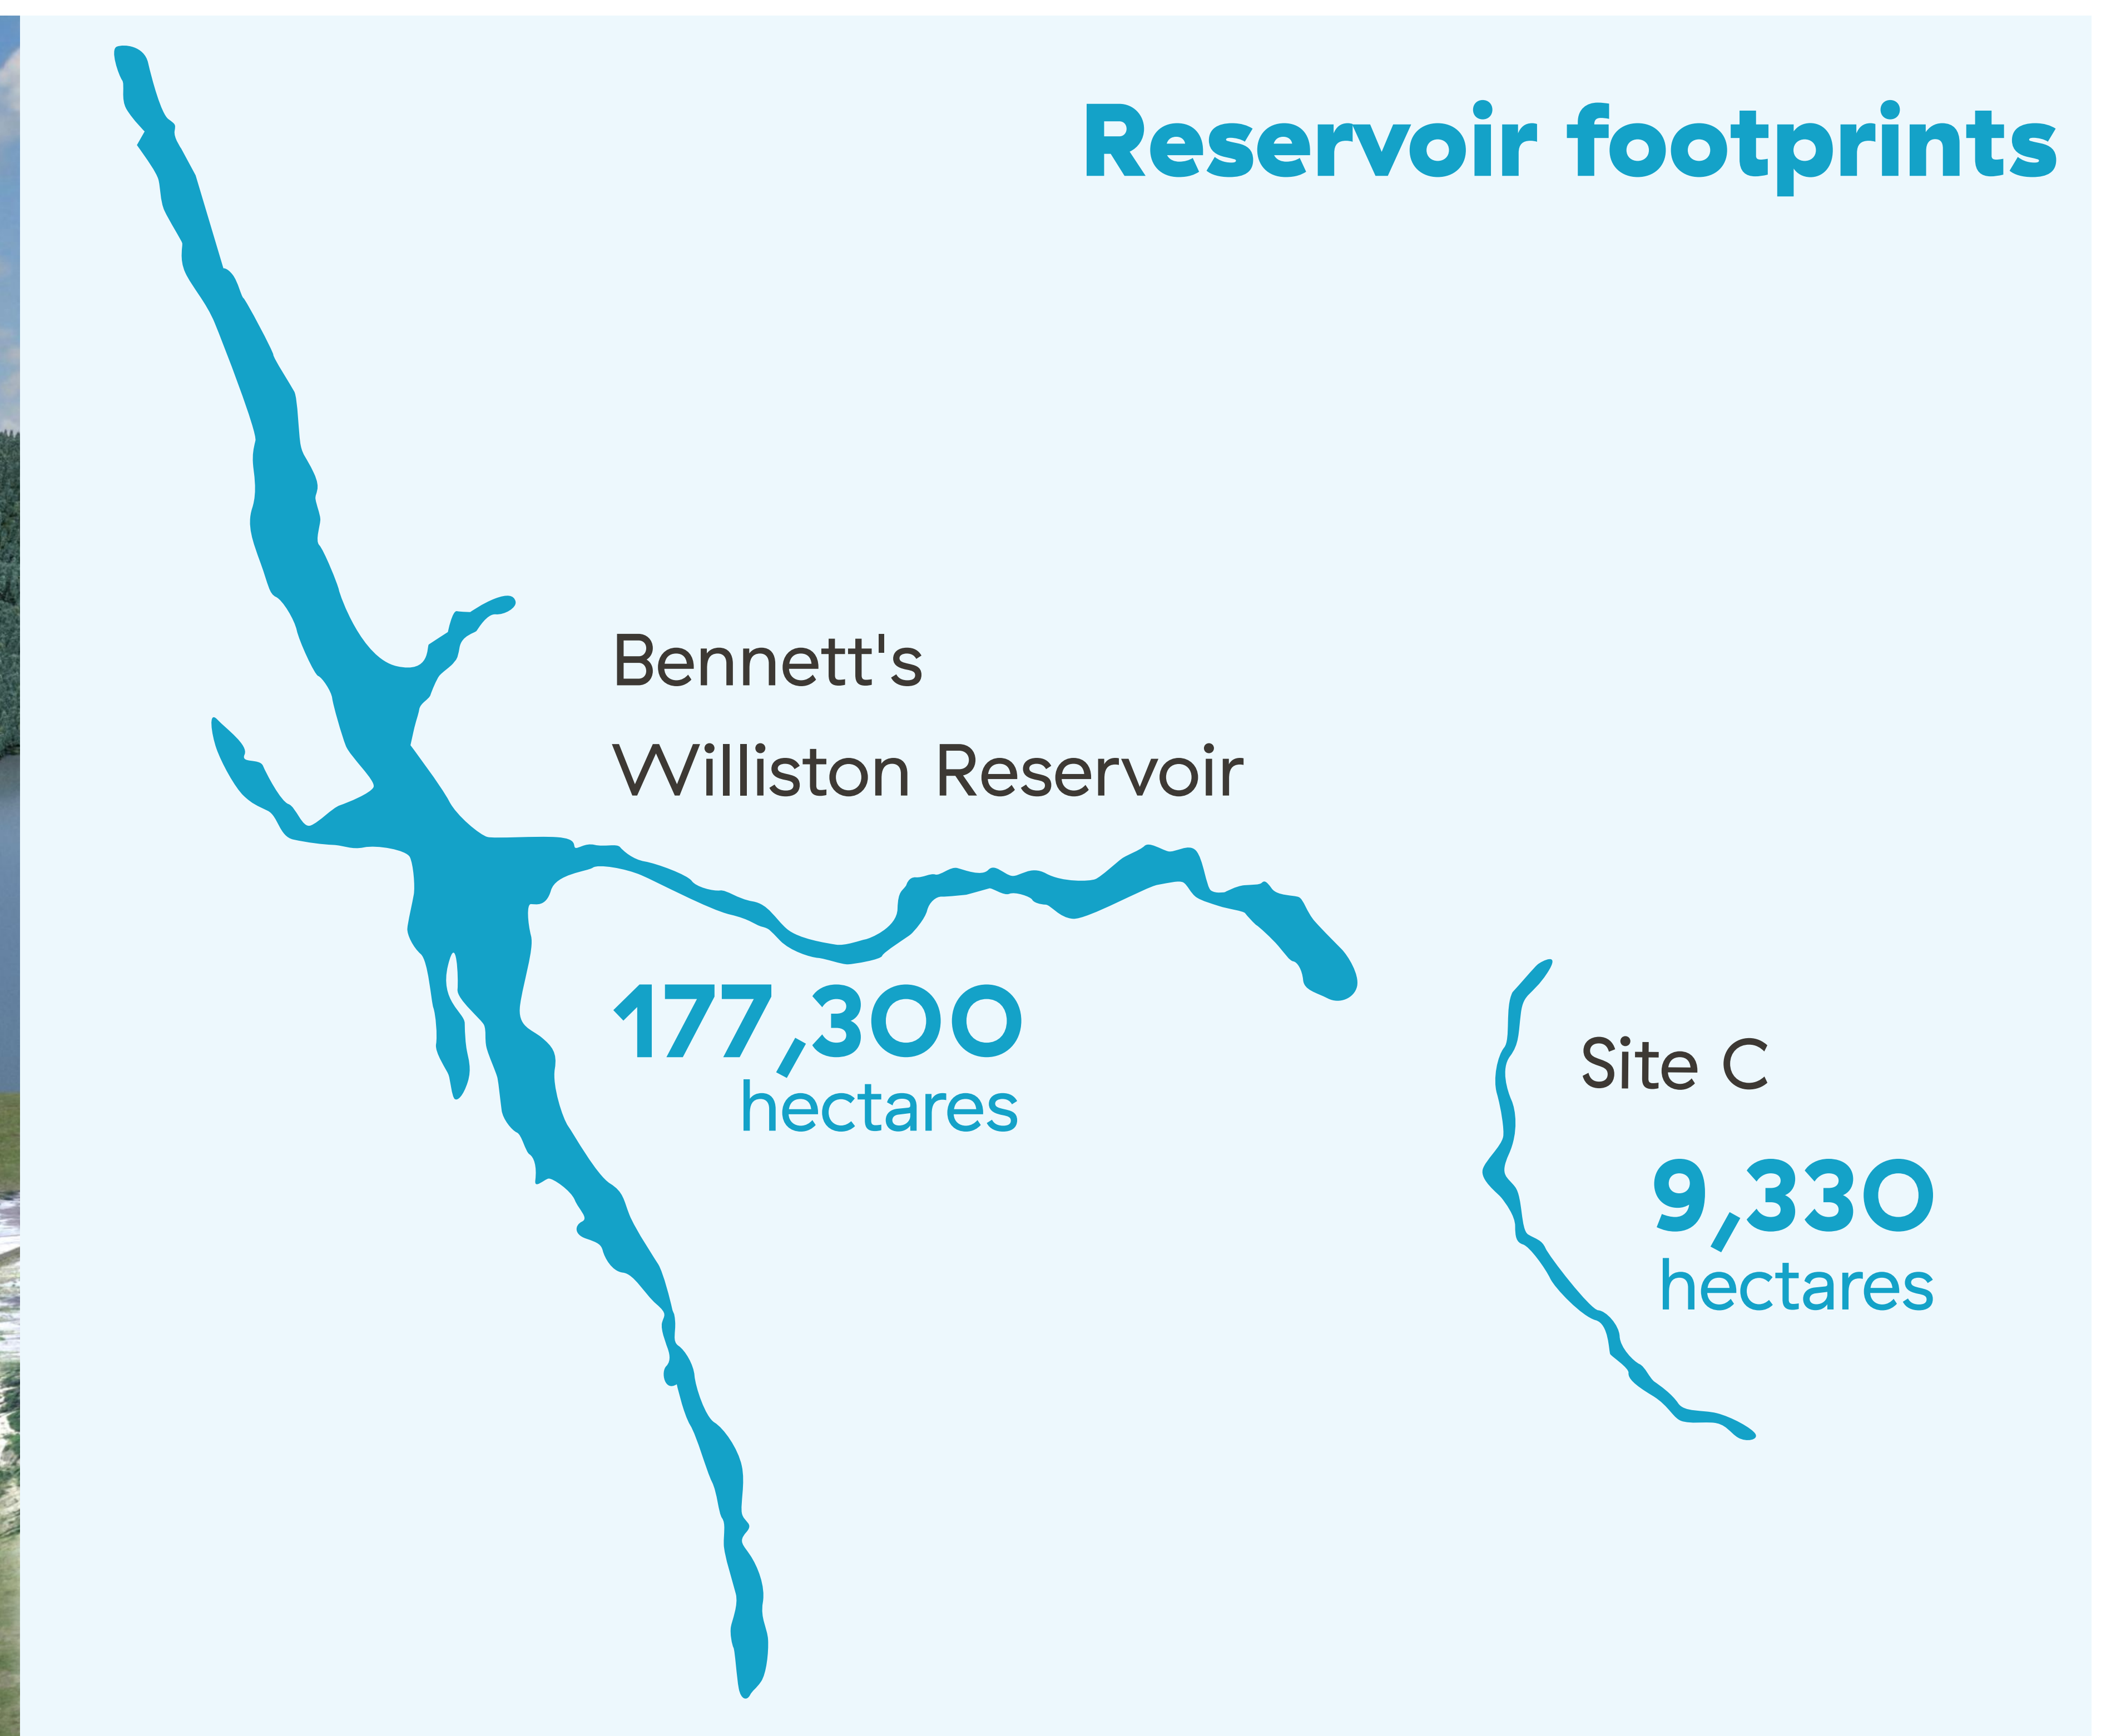 Reservoir footprints
Bennett's
Williston Reservoir
177,300
hectares
Site C
9,330
hectares